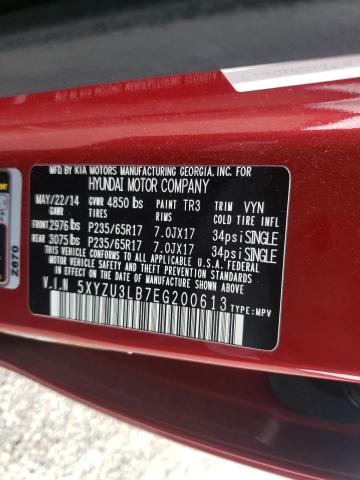 MFD BY KIA MOTORS MANUFACTURING GEORGIA, INC. FOR
HYUNDAI MOTOR COMPANY
MAY/22/14 GVWR 4850 lbs PAINT TR3 TRIM VYN
GAWR TIRES RIMS COLD TIRE INFL
FRONT 2976 lbs P235/65R17 7.0JX17 34psi SINGLE
REAR 3075 lbs P235/65R17 7.0JX17 34psi SINGLE
THIS VEHICLE CONFORMS TO ALL APPLICABLE U.S.A. FEDERAL MOTOR
VEHICLE SAFETY AND THEFT PREVENTION STANDARDS IN
EFFECT ON THE DATE OF MANUFACTURE SHOWN ABOVE.
V.I.N 5XYZU3LB7EG200613 TYPE: MPV
Z670